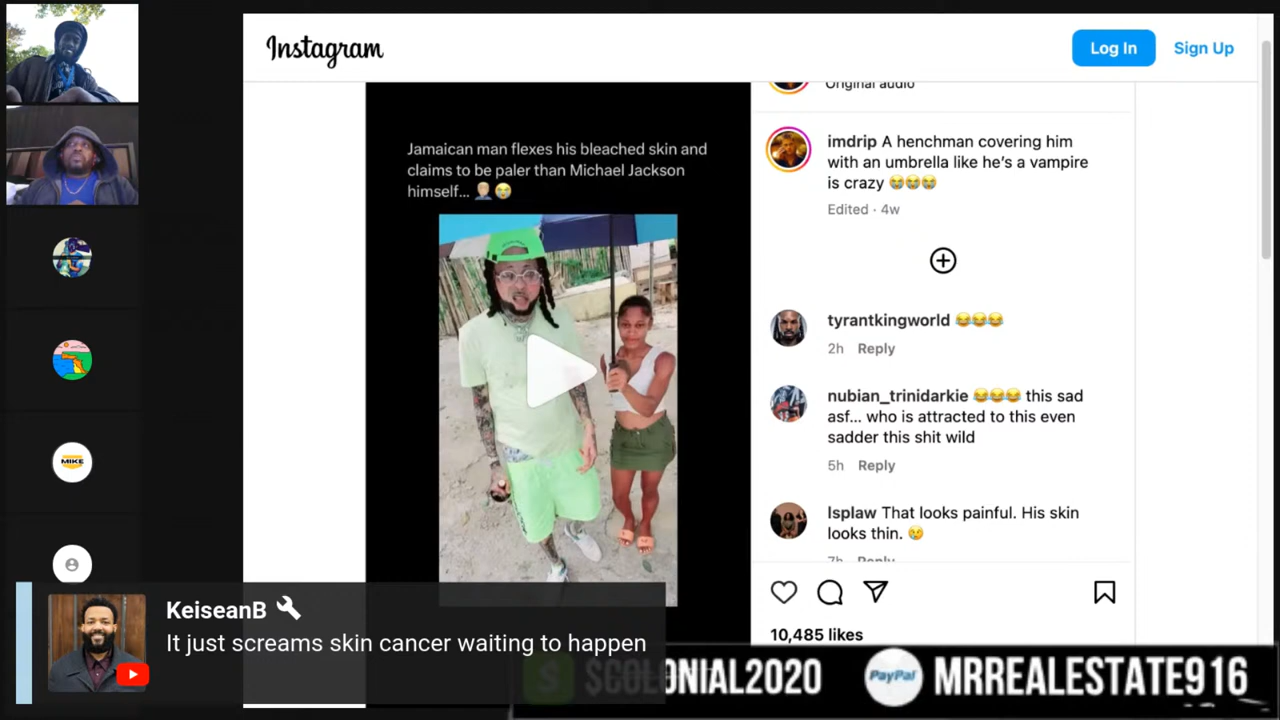 Instagram
Log In
Sign Up
Original audio
Jamaican man flexes his bleached skin and
claims to be paler than Michael Jackson
himself... 🤦🏼‍♂️😭
imdrip A henchman covering him
with an umbrella like he's a vampire
is crazy 😂😂😂
Edited · 4w
tyrantkingworld 😂😂😂
2h Reply
nubian_trinidarkie 😂😂😂 this sad
asf... who is attracted to this even
sadder this shit wild
5h Reply
lsplaw That looks painful. His skin
looks thin. 😢
7h Reply
10,485 likes
MIKE
KeiseanB 🔧
It just screams skin cancer waiting to happen
$COLONIAL2020
PayPal
MRREALESTATE916